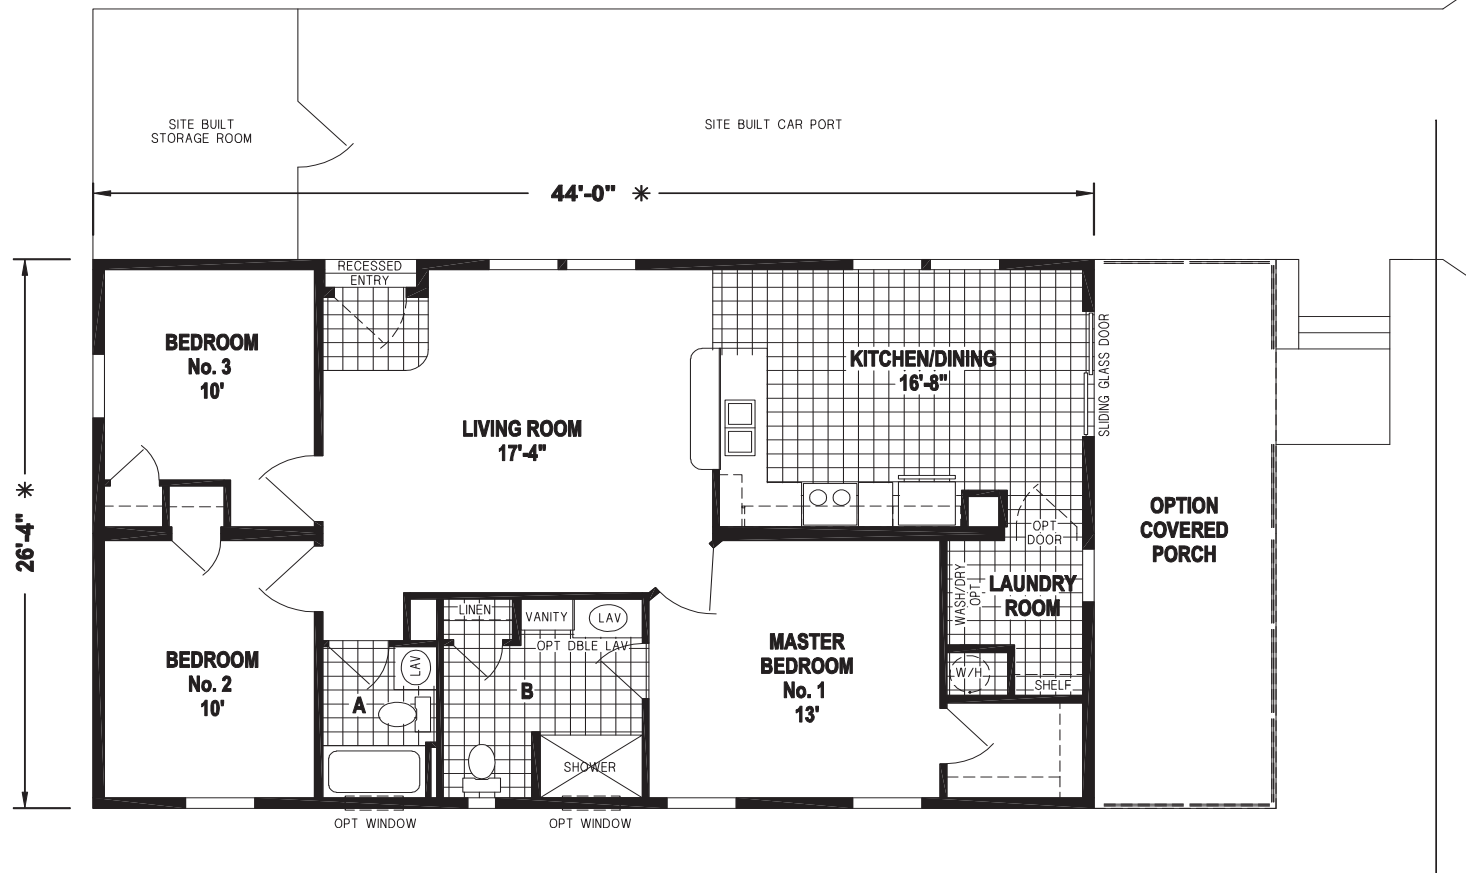 SITE BUILT
STORAGE ROOM
SITE BUILT CAR PORT
44'-0" ✳
RECESSED
ENTRY
BEDROOM
No. 3
10'
KITCHEN/DINING
16'-8"
SLIDING GLASS DOOR
LIVING ROOM
17'-4"
26'-4" ✳
OPTION
COVERED
PORCH
OPT
DOOR
WASH/DRY
OPT
LAUNDRY
ROOM
LINEN
VANITY
LAV
OPT DBLE LAV
MASTER
BEDROOM
No. 1
13'
BEDROOM
No. 2
10'
LAV
A
B
W/H
SHELF
SHOWER
OPT WINDOW
OPT WINDOW